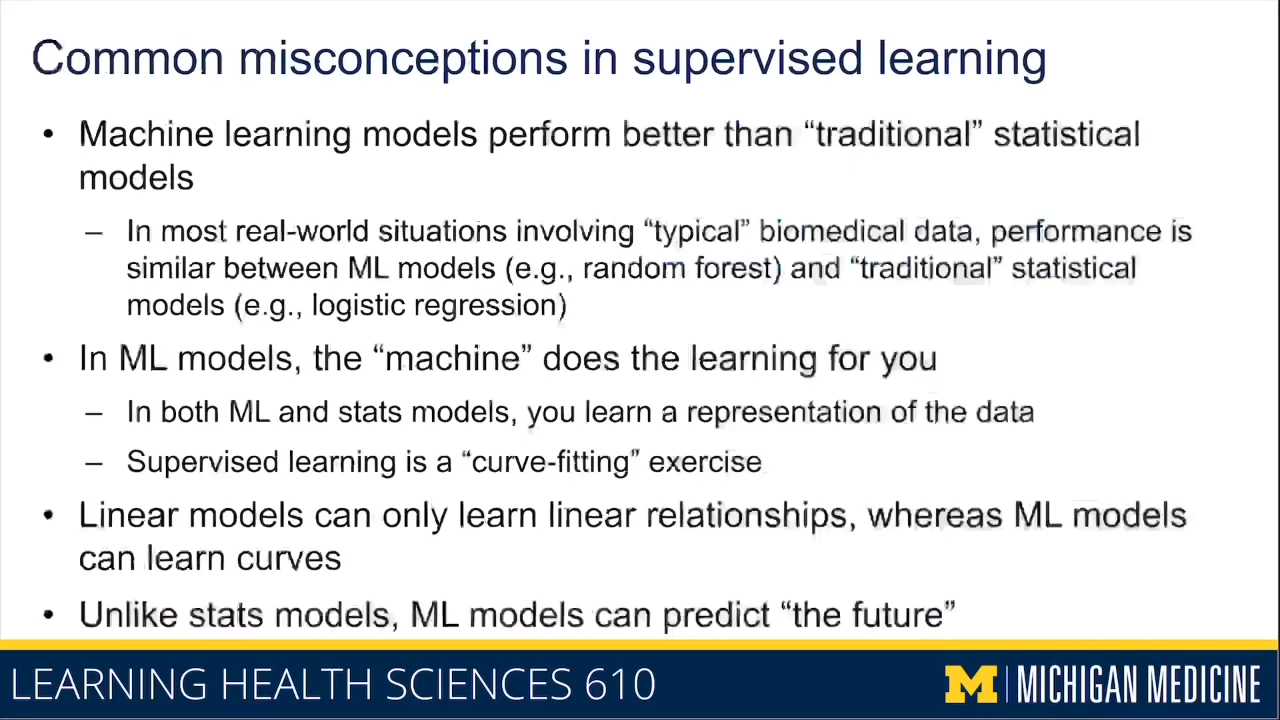 Common misconceptions in supervised learning
• Machine learning models perform better than “traditional” statistical
models
– In most real-world situations involving “typical” biomedical data, performance is
similar between ML models (e.g., random forest) and “traditional” statistical
models (e.g., logistic regression)
• In ML models, the “machine” does the learning for you
– In both ML and stats models, you learn a representation of the data
– Supervised learning is a “curve-fitting” exercise
• Linear models can only learn linear relationships, whereas ML models
can learn curves
• Unlike stats models, ML models can predict “the future”
LEARNING HEALTH SCIENCES 610
M | MICHIGAN MEDICINE